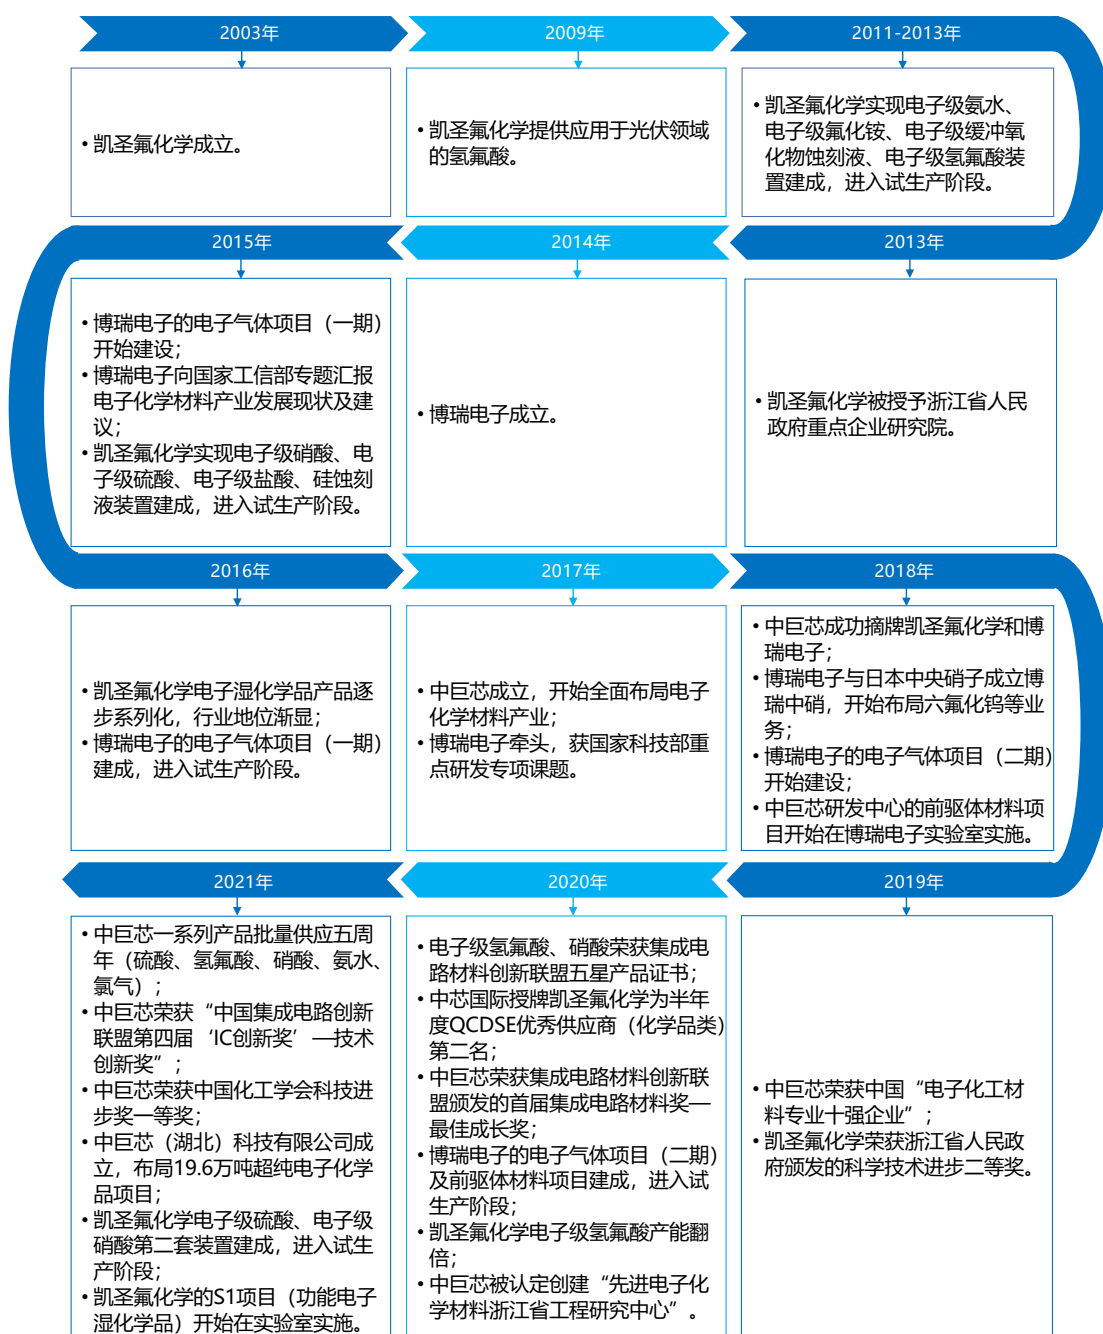 2003年
• 凯圣氟化学成立。
2009年
• 凯圣氟化学提供应用于光伏领域
的氢氟酸。
2011-2013年
• 凯圣氟化学实现电子级氨水、
电子级氟化铵、电子级缓冲氧
化物蚀刻液、电子级氢氟酸装
置建成，进入试生产阶段。
2013年
• 凯圣氟化学被授予浙江省人民
政府重点企业研究院。
2014年
• 博瑞电子成立。
2015年
• 博瑞电子的电子气体项目（一期）
开始建设；
• 博瑞电子向国家工信部专题汇报
电子化学材料产业发展现状及建
议；
• 凯圣氟化学实现电子级硝酸、电
子级硫酸、电子级盐酸、硅蚀刻
液装置建成，进入试生产阶段。
2016年
• 凯圣氟化学电子湿化学品产品逐
步系列化，行业地位渐显；
• 博瑞电子的电子气体项目（一期）
建成，进入试生产阶段。
2017年
• 中巨芯成立，开始全面布局电子
化学材料产业；
• 博瑞电子牵头，获国家科技部重
点研发专项课题。
2018年
• 中巨芯成功摘牌凯圣氟化学和博
瑞电子；
• 博瑞电子与日本中央硝子成立博
瑞中硝，开始布局六氟化钨等业
务；
• 博瑞电子的电子气体项目（二期）
开始建设；
• 中巨芯研发中心的前驱体材料项
目开始在博瑞电子实验室实施。
2019年
• 中巨芯荣获中国“电子化工材
料专业十强企业”；
• 凯圣氟化学荣获浙江省人民政
府颁发的科学技术进步二等奖。
2020年
• 电子级氢氟酸、硝酸荣获集成电
路材料创新联盟五星产品证书；
• 中芯国际授牌凯圣氟化学为半年
度QCDSE优秀供应商（化学品类）
第二名；
• 中巨芯荣获集成电路材料创新联
盟颁发的首届集成电路材料奖—
最佳成长奖；
• 博瑞电子的电子气体项目（二期）
及前驱体材料项目建成，进入试
生产阶段；
• 凯圣氟化学电子级氢氟酸产能翻
倍；
• 中巨芯被认定创建“先进电子化
学材料浙江省工程研究中心”。
2021年
• 中巨芯一系列产品批量供应五周
年（硫酸、氢氟酸、硝酸、氨水、
氯气）；
• 中巨芯荣获“中国集成电路创新
联盟第四届‘IC创新奖’—技术
创新奖”；
• 中巨芯荣获中国化工学会科技进
步奖一等奖；
• 中巨芯（湖北）科技有限公司成
立，布局19.6万吨超纯电子化学
品项目；
• 凯圣氟化学电子级硫酸、电子级
硝酸第二套装置建成，进入试生
产阶段；
• 凯圣氟化学的S1项目（功能电子
湿化学品）开始在实验室实施。